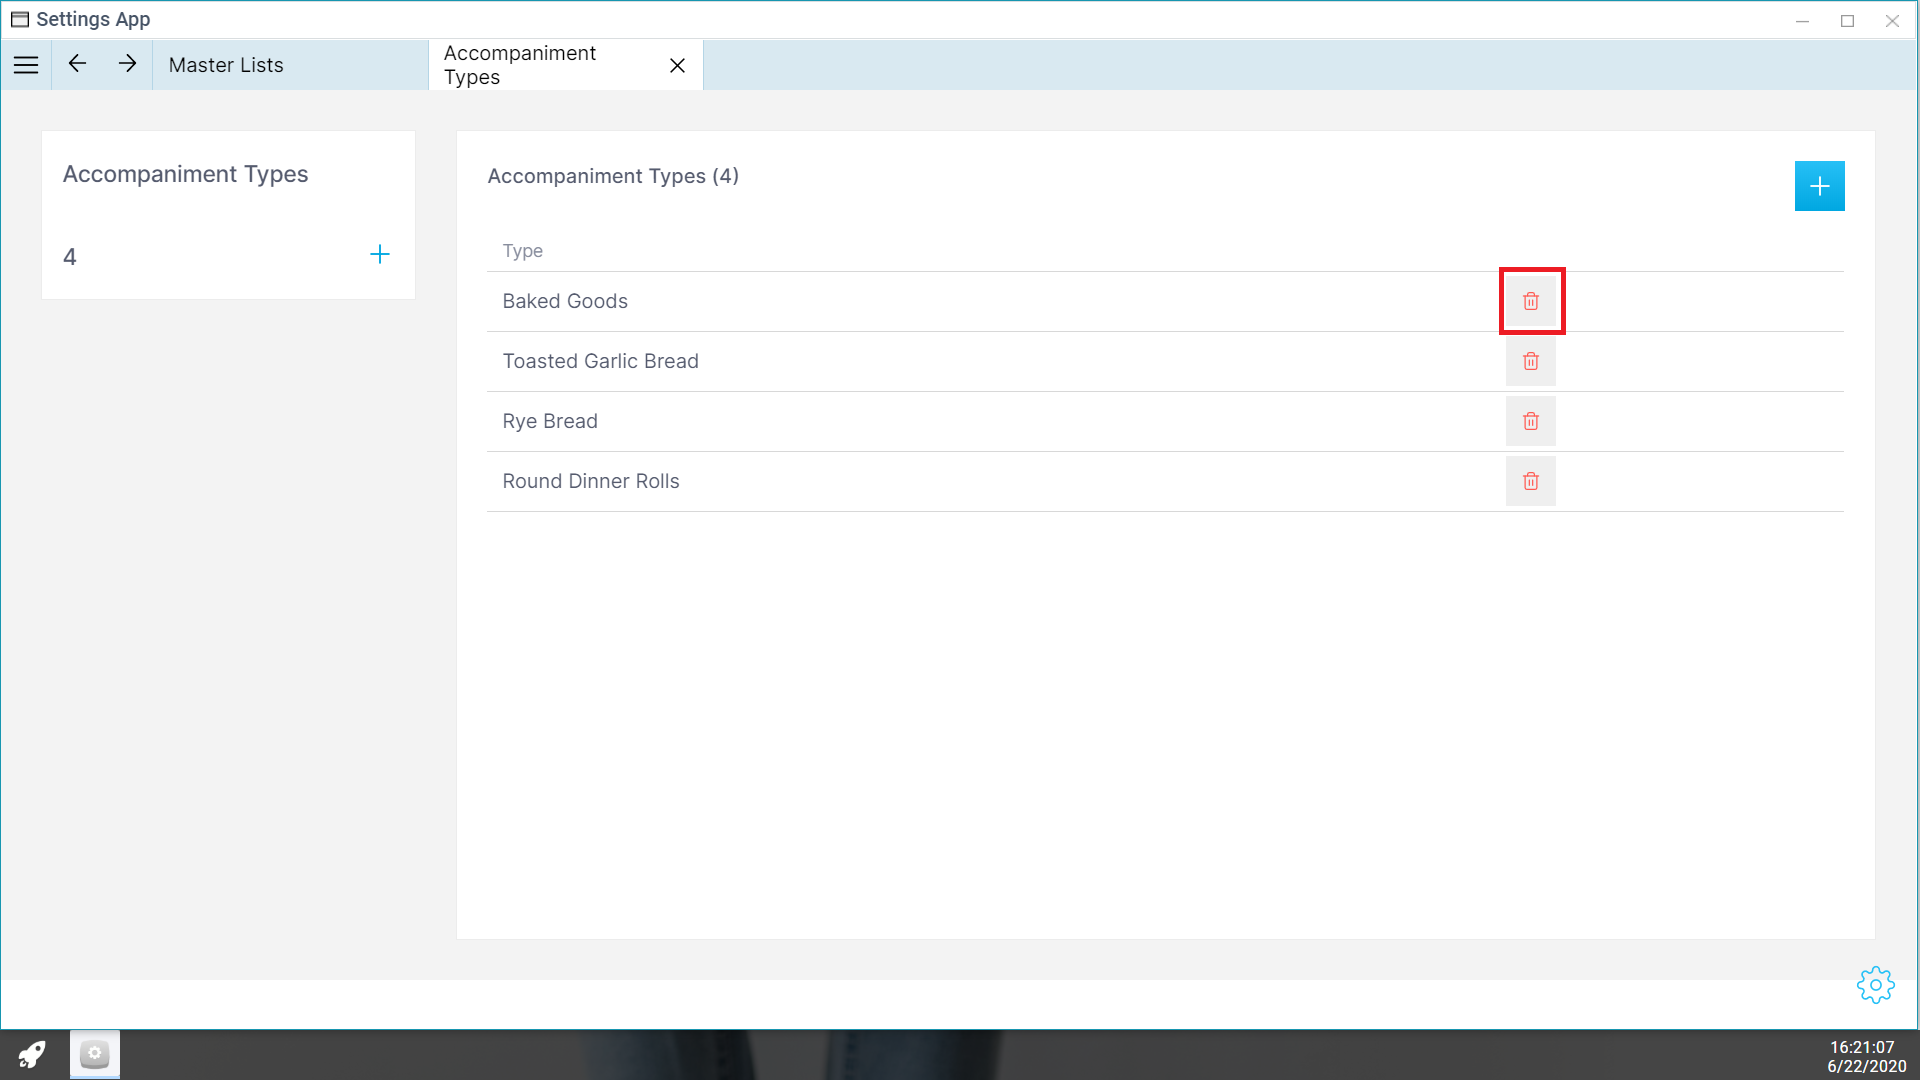 Settings App
Master Lists
Accompaniment
Types
Accompaniment Types
4
Accompaniment Types (4)
Type
Baked Goods
Toasted Garlic Bread
Rye Bread
Round Dinner Rolls
16:21:07
6/22/2020